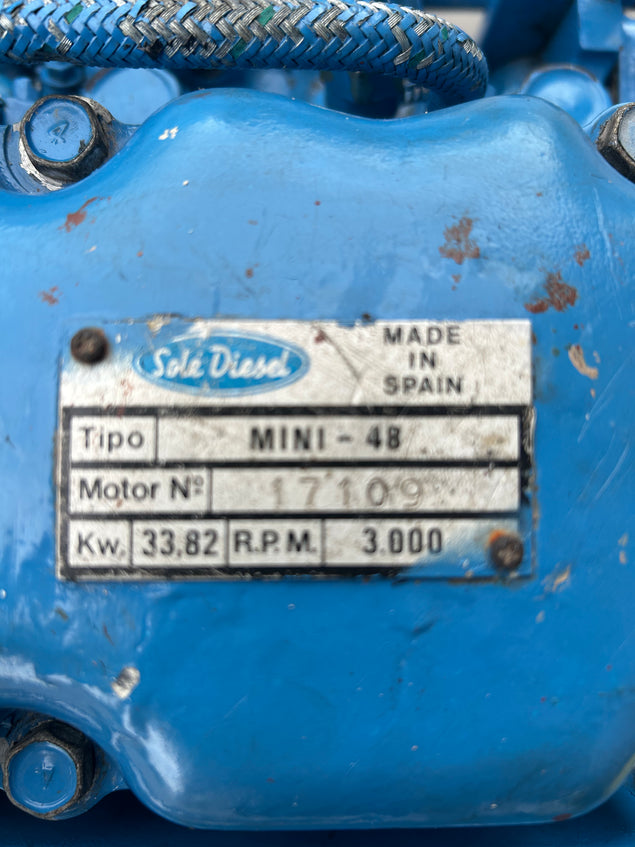 Solé Diesel
MADE
IN
SPAIN
Tipo MINI - 48
Motor Nº 17109
Kw. 33,82 R.P.M. 3.000